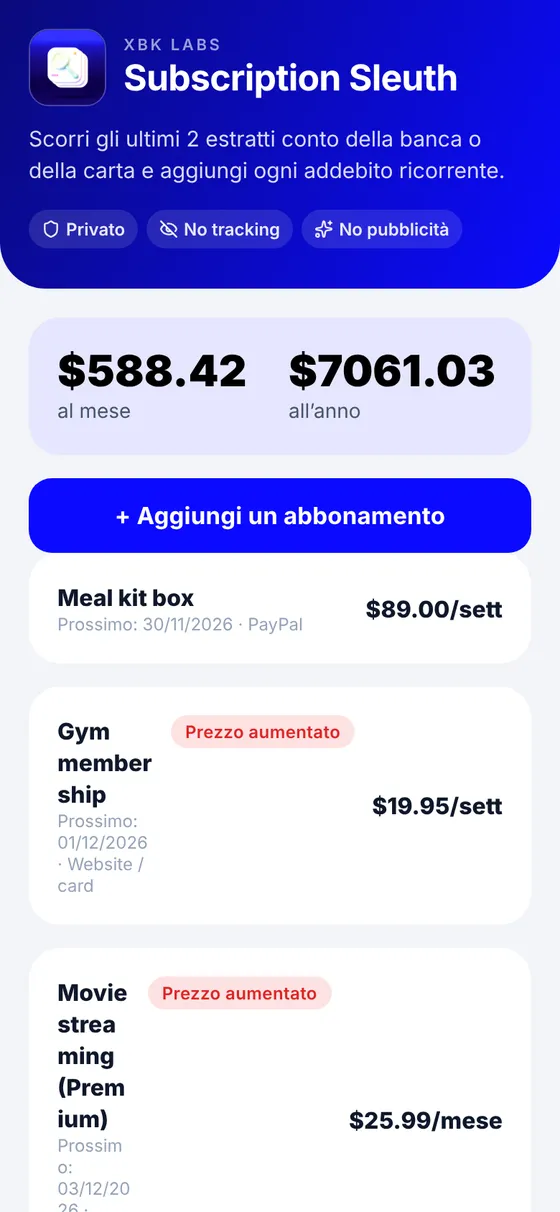 XBK LABS
Subscription Sleuth
Scorri gli ultimi 2 estratti conto della banca o
della carta e aggiungi ogni addebito ricorrente.
Privato
No tracking
No pubblicità
$588.42
al mese
$7061.03
all’anno
+ Aggiungi un abbonamento
Meal kit box
Prossimo: 30/11/2026 · PayPal
$89.00/sett
Gym
member
ship
Prezzo aumentato
Prossimo:
01/12/2026
· Website /
card
$19.95/sett
Movie
strea
ming
(Prem
ium)
Prezzo aumentato
Prossim
o:
03/12/20
26 ·
$25.99/mese